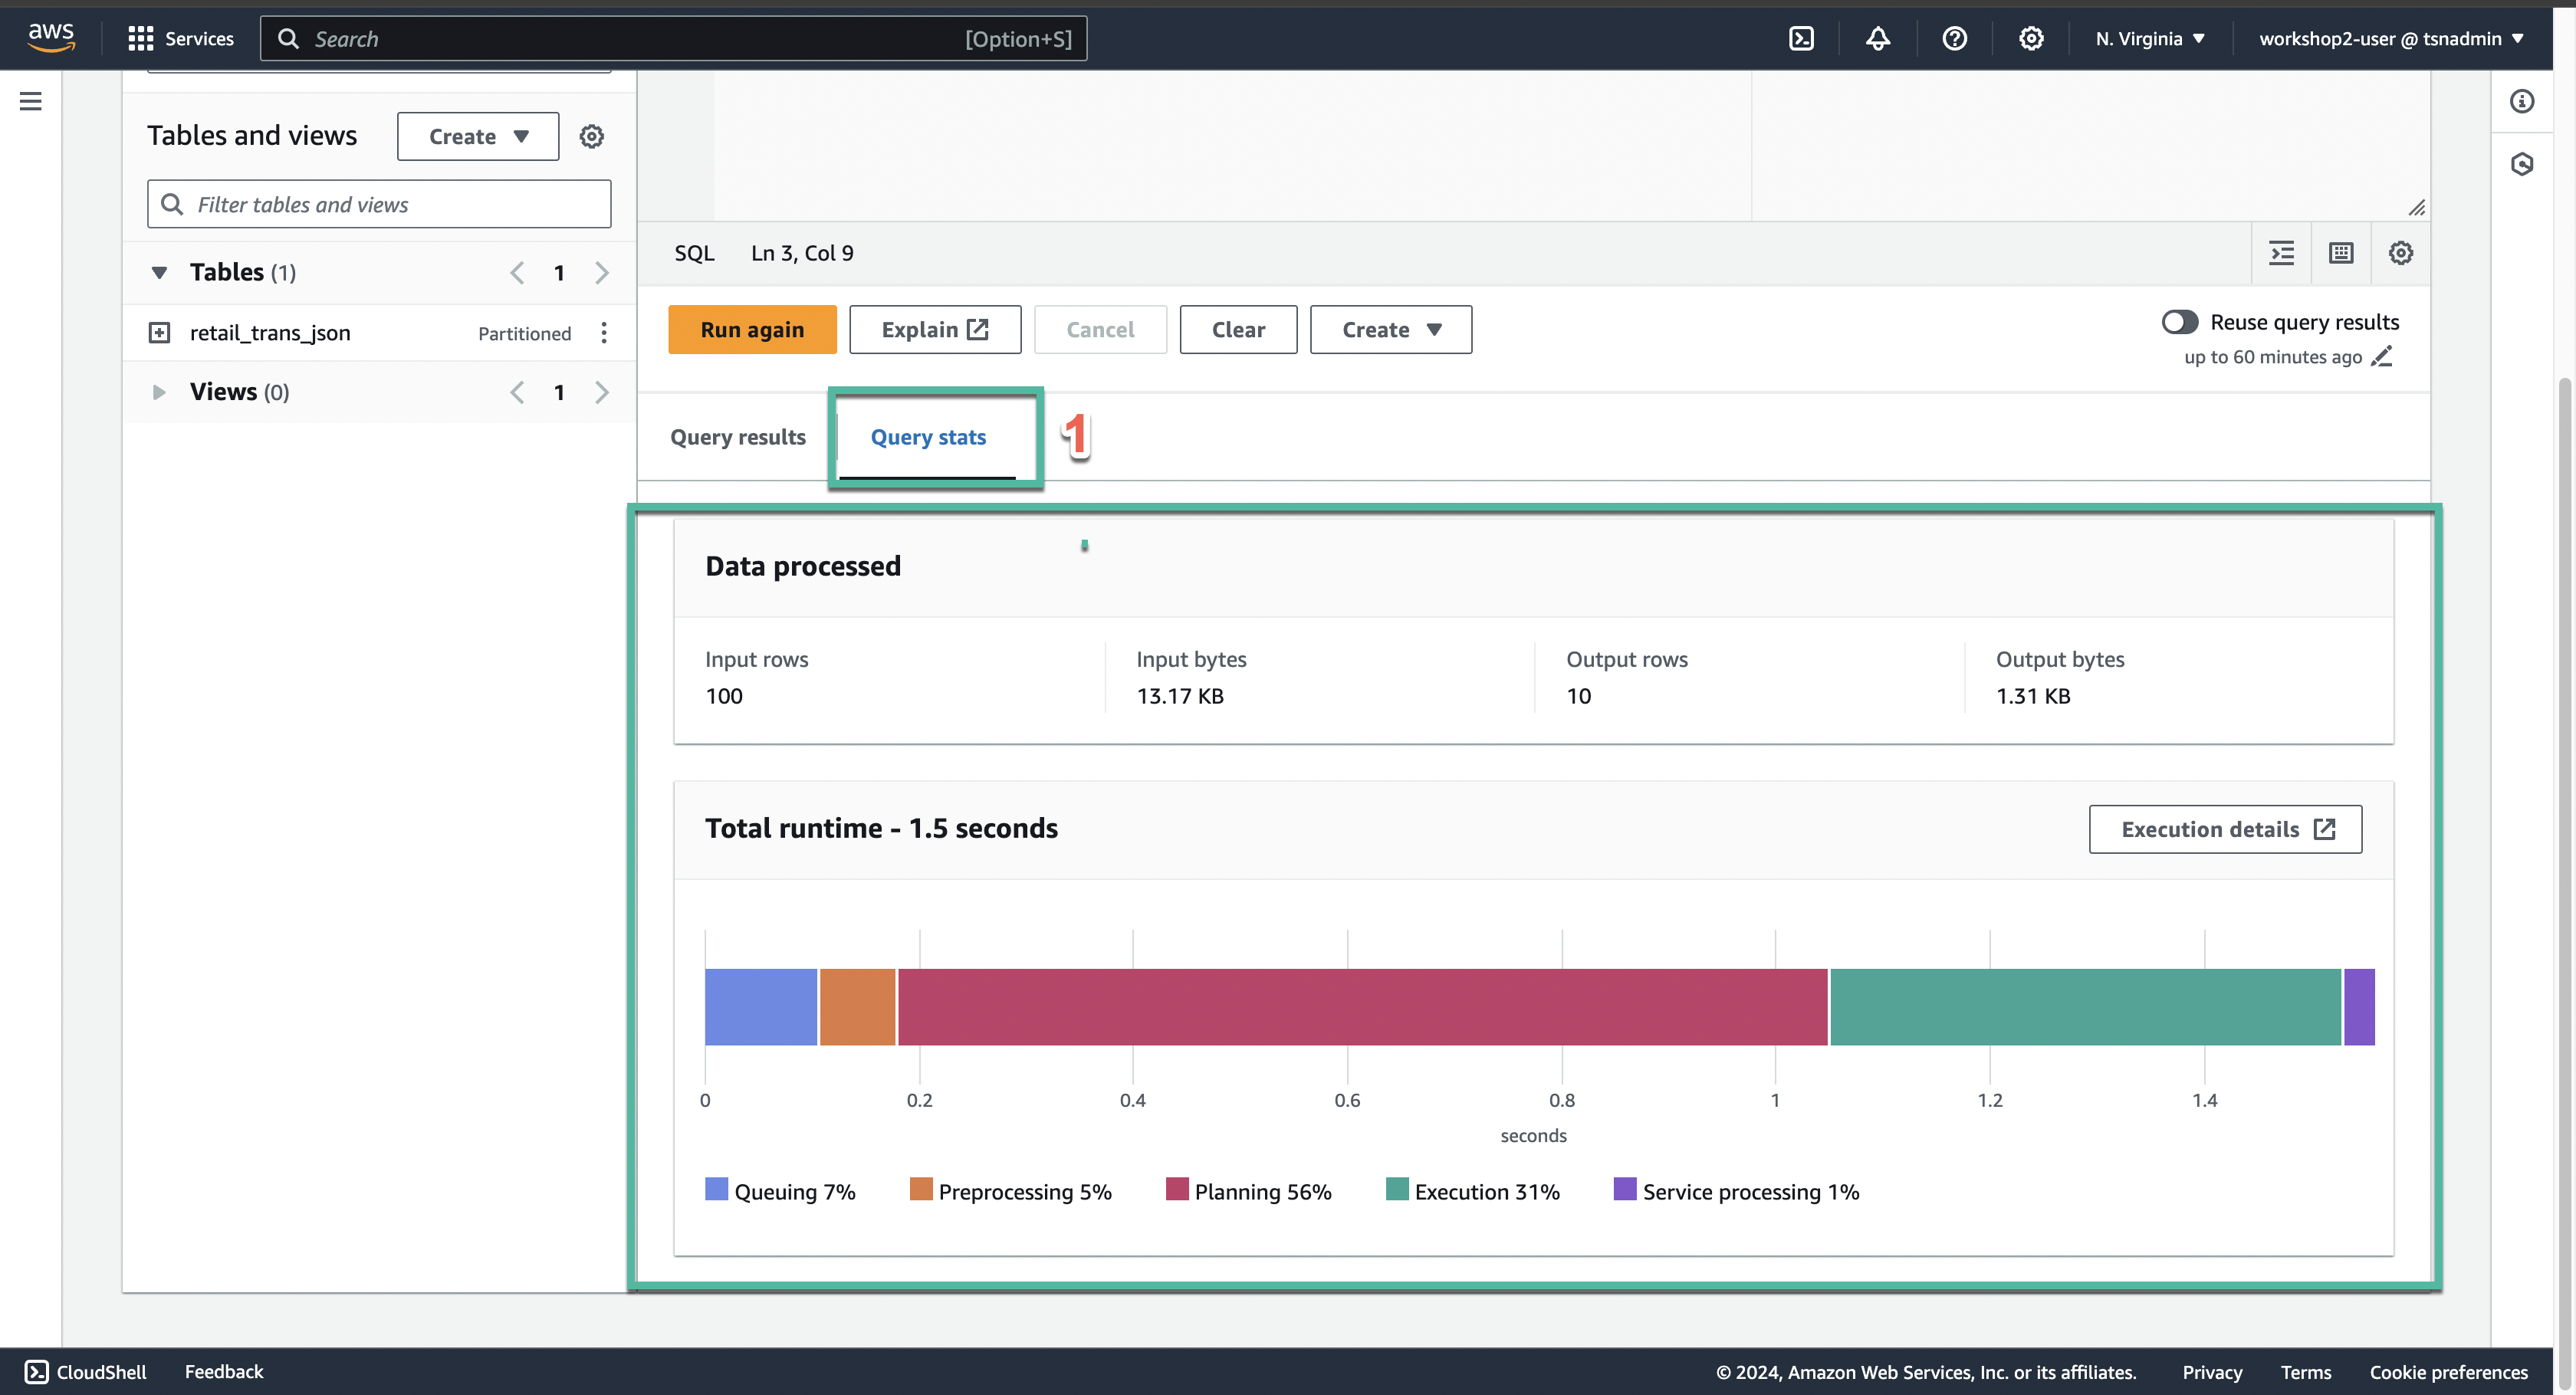 aws
Services
Search [Option+S]
N. Virginia
workshop2-user @ tsnadmin
Tables and views
Create
Filter tables and views
Tables (1)
1
retail_trans_json
Partitioned
Views (0)
1
SQL Ln 3, Col 9
Run again
Explain
Cancel
Clear
Create
Reuse query results
up to 60 minutes ago
Query results
Query stats
1
Data processed
Input rows
100
Input bytes
13.17 KB
Output rows
10
Output bytes
1.31 KB
Total runtime - 1.5 seconds
Execution details
0 0.2 0.4 0.6 0.8 1 1.2 1.4
seconds
Queuing 7% Preprocessing 5% Planning 56% Execution 31% Service processing 1%
CloudShell Feedback
© 2024, Amazon Web Services, Inc. or its affiliates. Privacy Terms Cookie preferences